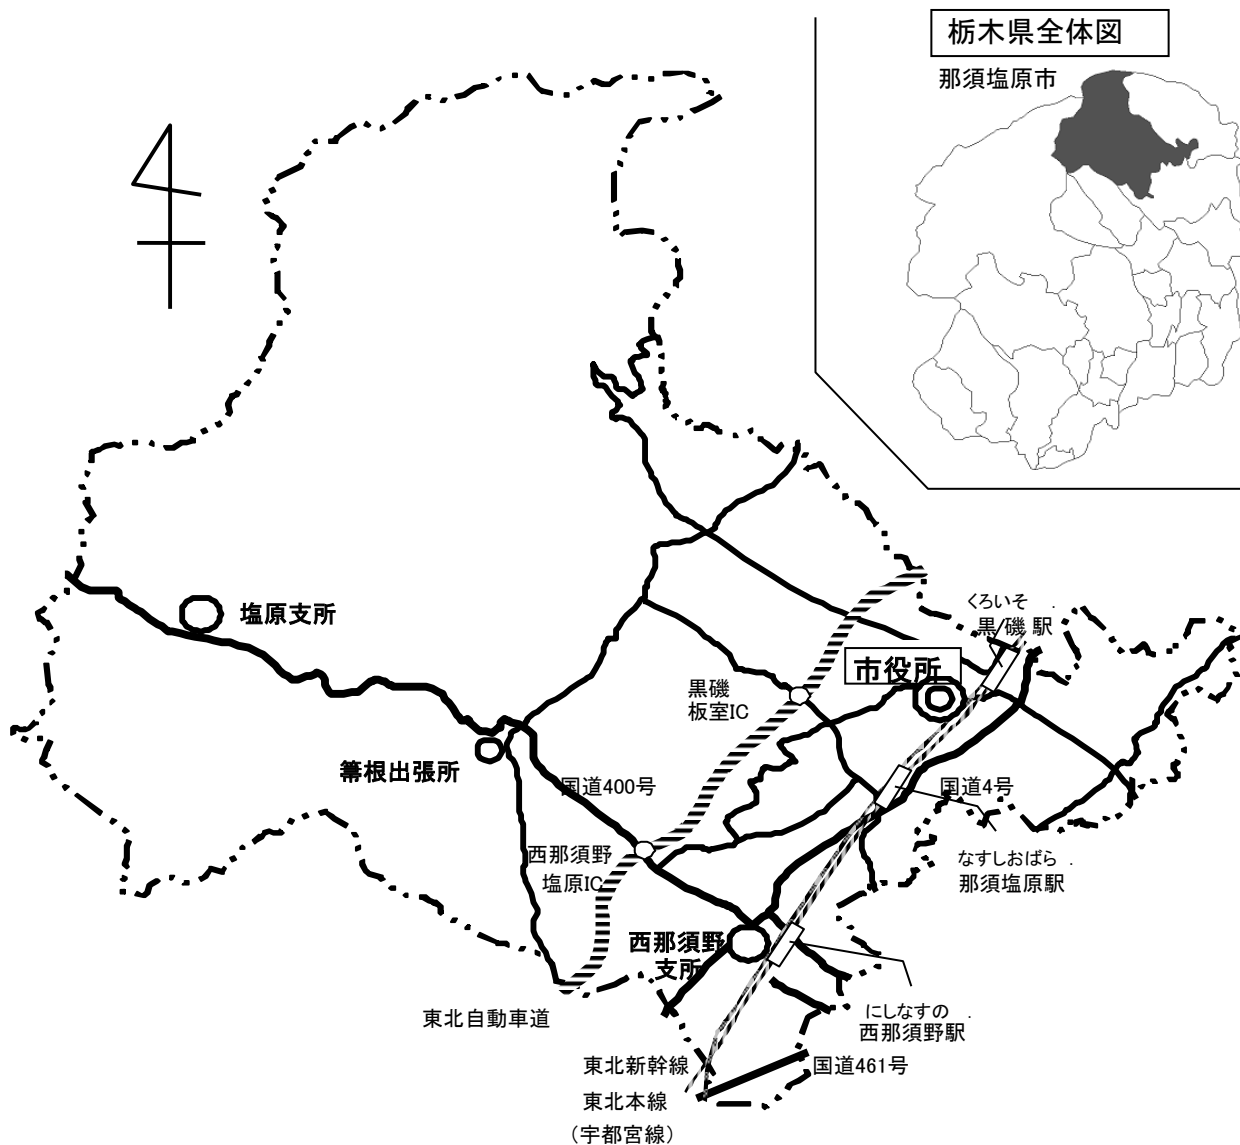 栃木県全体図
那須塩原市
塩原支所
くろいそ
黒磯駅
市役所
黒磯
板室IC
箒根出張所
国道400号
国道4号
西那須野
塩原IC
なすしおばら
那須塩原駅
西那須野
支所
東北自動車道
にしなすの
西那須野駅
東北新幹線
国道461号
東北本線
(宇都宮線)